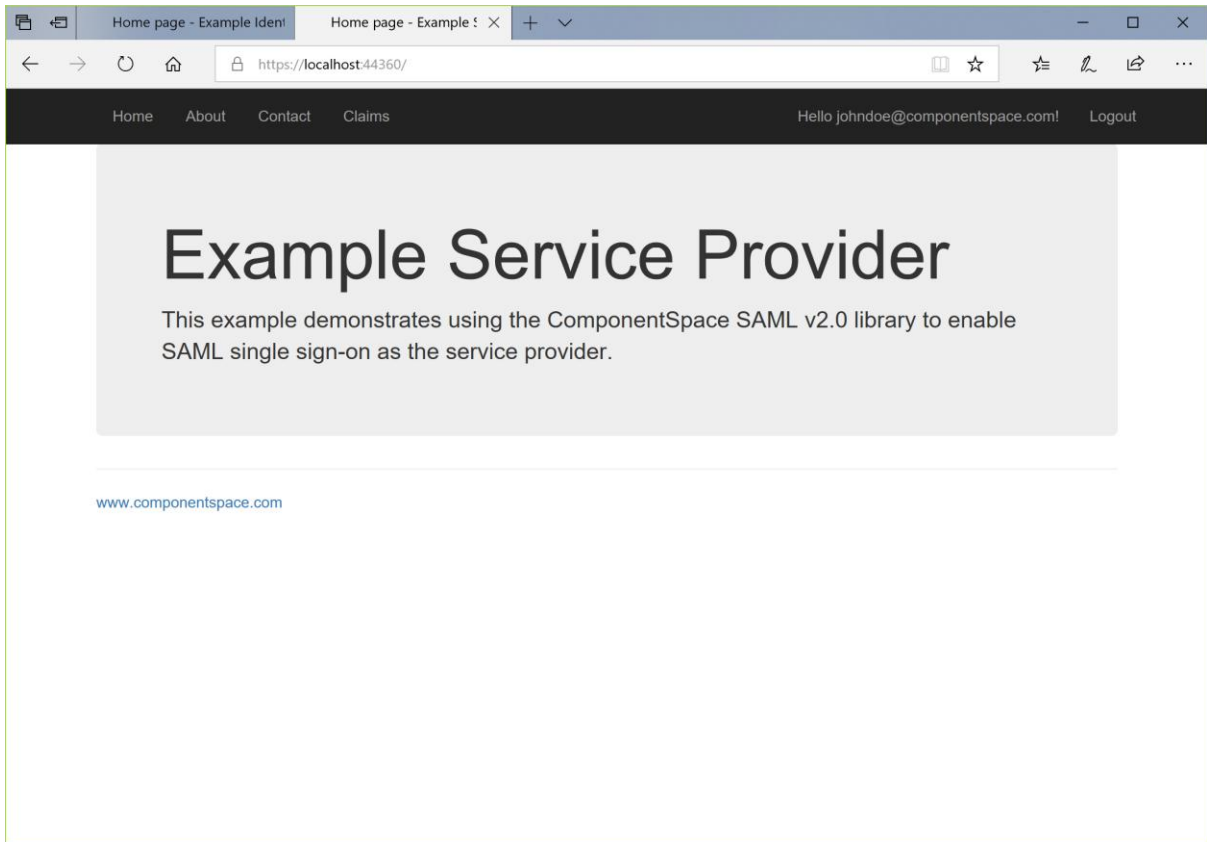 Home page - Example Ident
Home page - Example S
https://localhost:44360/
Home About Contact Claims Hello johndoe@componentspace.com! Logout
Example Service Provider
This example demonstrates using the ComponentSpace SAML v2.0 library to enable
SAML single sign-on as the service provider.
www.componentspace.com